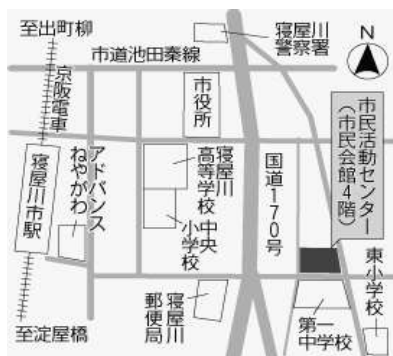 至出町柳
京阪電車
市道池田秦線
寝屋川
警察署
N
市役所
市民活動センター
(市民会館4階)
寝屋川市駅
アドバンス
ねやがわ
寝屋川
高等学校
中央
小学校
国道170号
東小学校
寝屋川
郵便局
第一
中学校
至淀屋橋